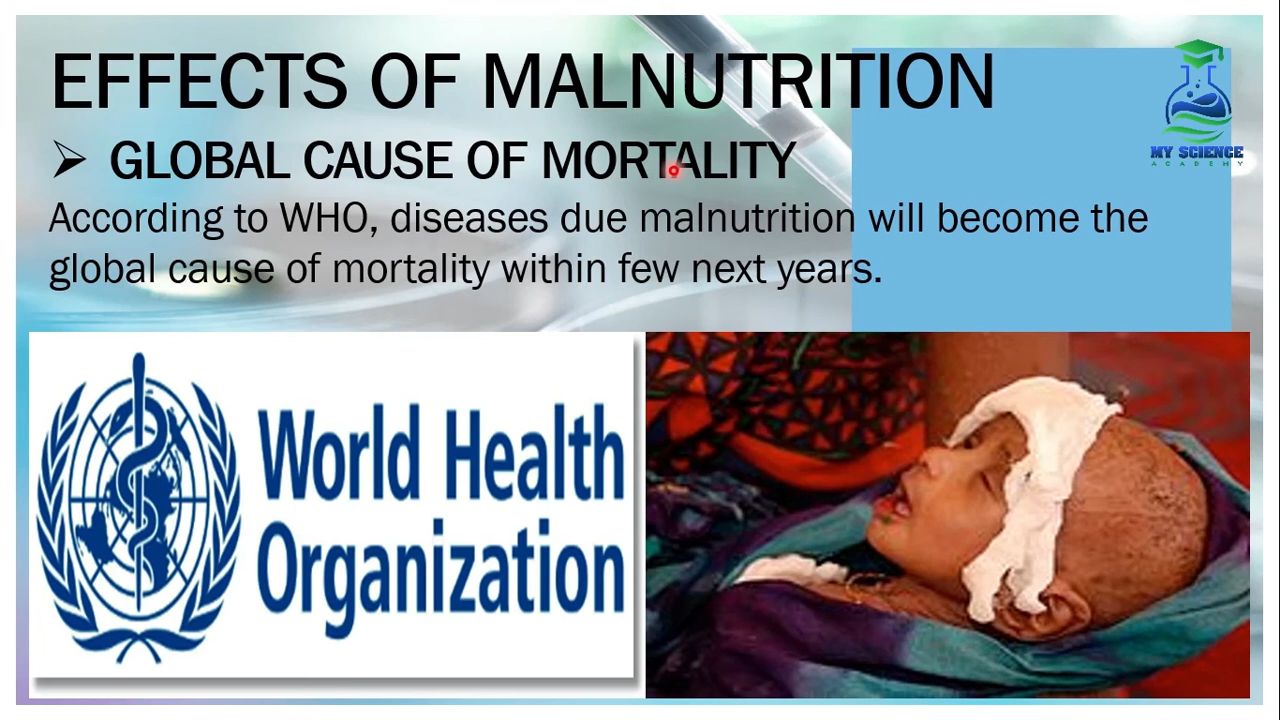 EFFECTS OF MALNUTRITION
➢ GLOBAL CAUSE OF MORTALITY
According to WHO, diseases due malnutrition will become the
global cause of mortality within few next years.
MY SCIENCE
ACADEMY
World Health
Organization